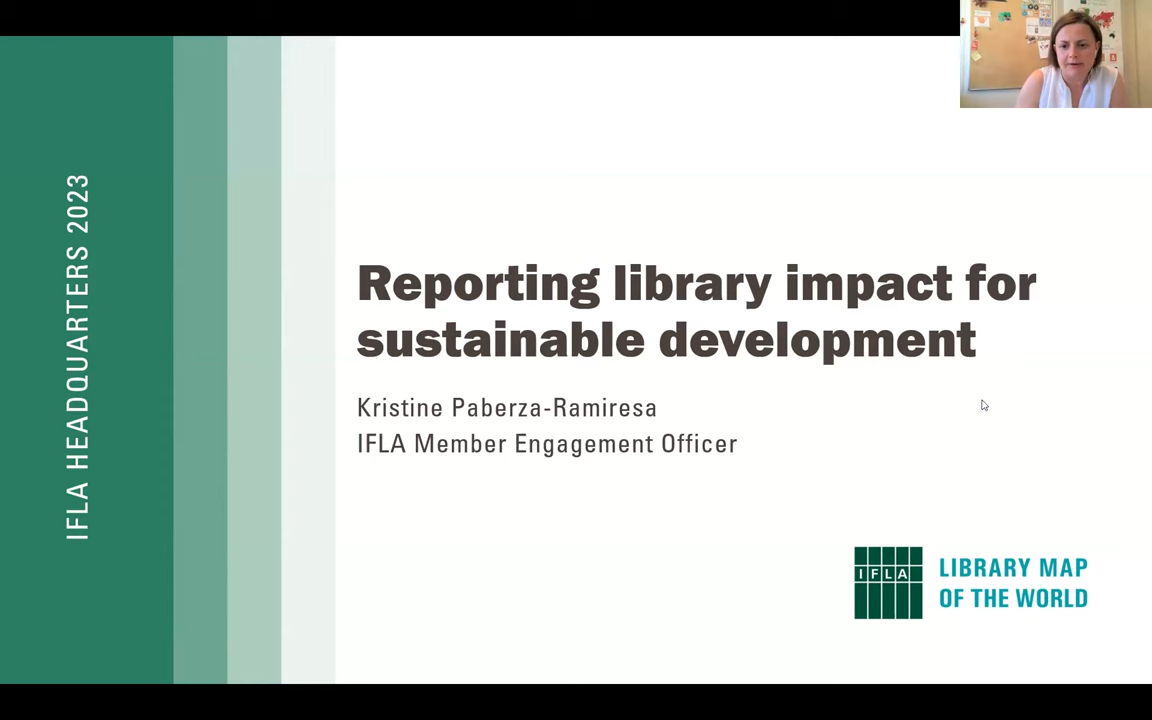 IFLA HEADQUARTERS 2023
Reporting library impact for
sustainable development
Kristine Paberza-Ramiresa
IFLA Member Engagement Officer
IFLA
LIBRARY MAP
OF THE WORLD